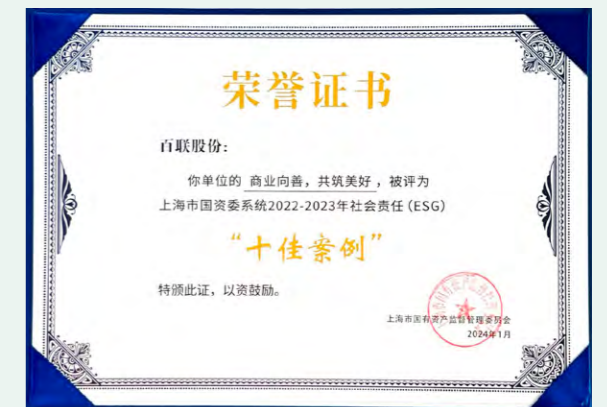 荣誉证书
百联股份：
你单位的 商业向善，共筑美好 ，被评为
上海市国资委系统2022-2023年社会责任（ESG）
“十佳案例”
特颁此证，以资鼓励。
上海市国有资产监督管理委员会
2024年1月